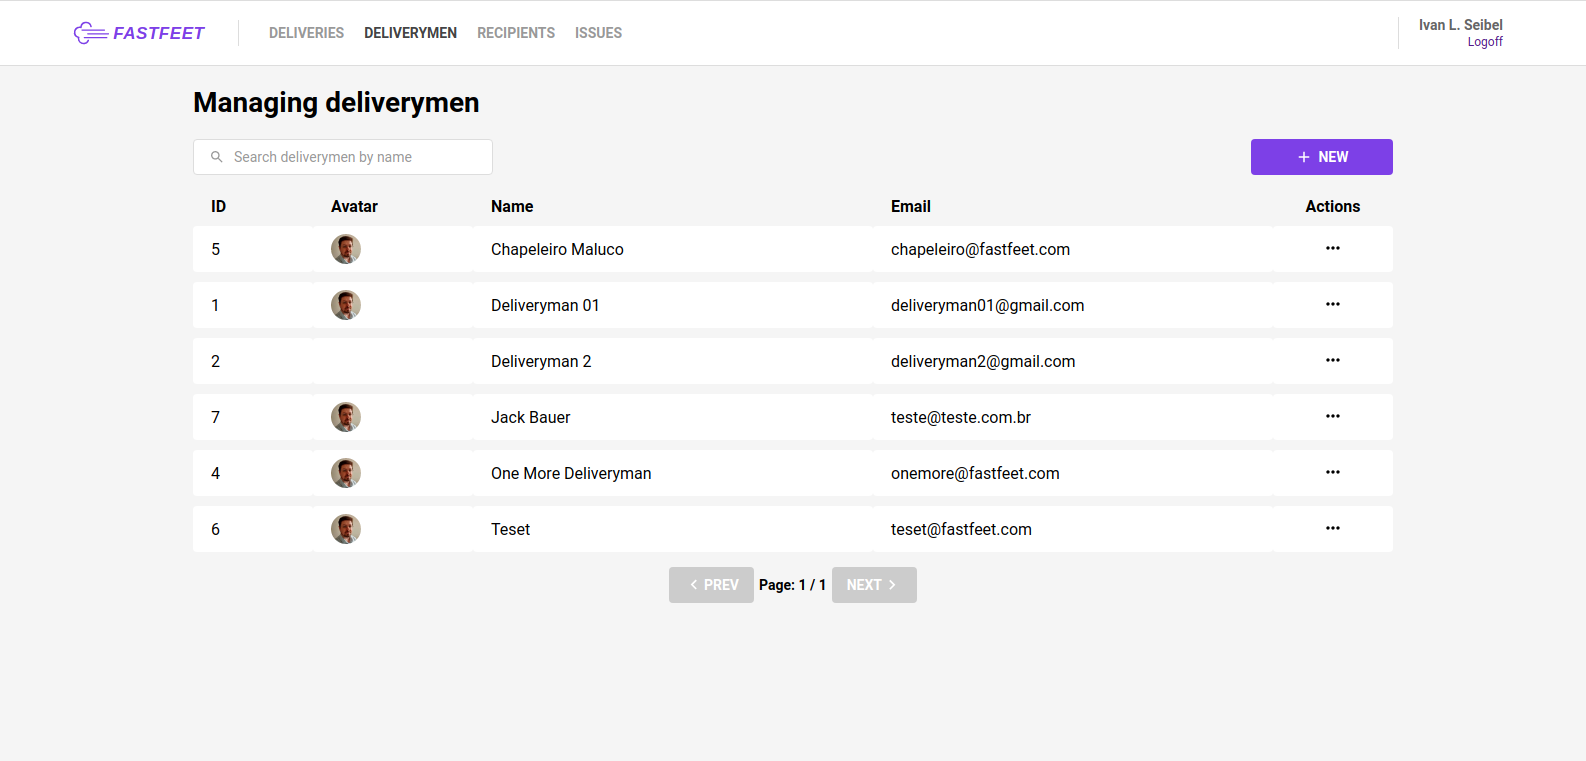 FASTFEET DELIVERIES DELIVERYMEN RECIPIENTS ISSUES Ivan L. Seibel
Logoff
Managing deliverymen
Search deliverymen by name + NEW
ID Avatar Name Email Actions
5 Chapeleiro Maluco chapeleiro@fastfeet.com ...
1 Deliveryman 01 deliveryman01@gmail.com ...
2 Deliveryman 2 deliveryman2@gmail.com ...
7 Jack Bauer teste@teste.com.br ...
4 One More Deliveryman onemore@fastfeet.com ...
6 Teset teset@fastfeet.com ...
< PREV Page: 1 / 1 NEXT >